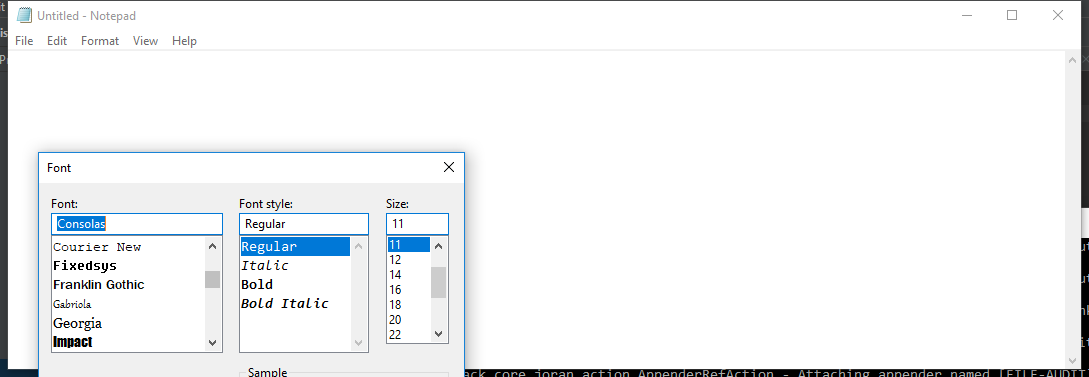 Untitled - Notepad
File Edit Format View Help
Font
Font: Font style: Size:
Consolas Regular 11
Courier New Regular 11
Fixedsys Italic 12
Franklin Gothic Bold 14
Gabriola Bold Italic 16
Georgia 18
Impact 20
22
Sample
ack.core.joran.action.AppenderRefAction - Attaching appender named [FILE-AUDIT